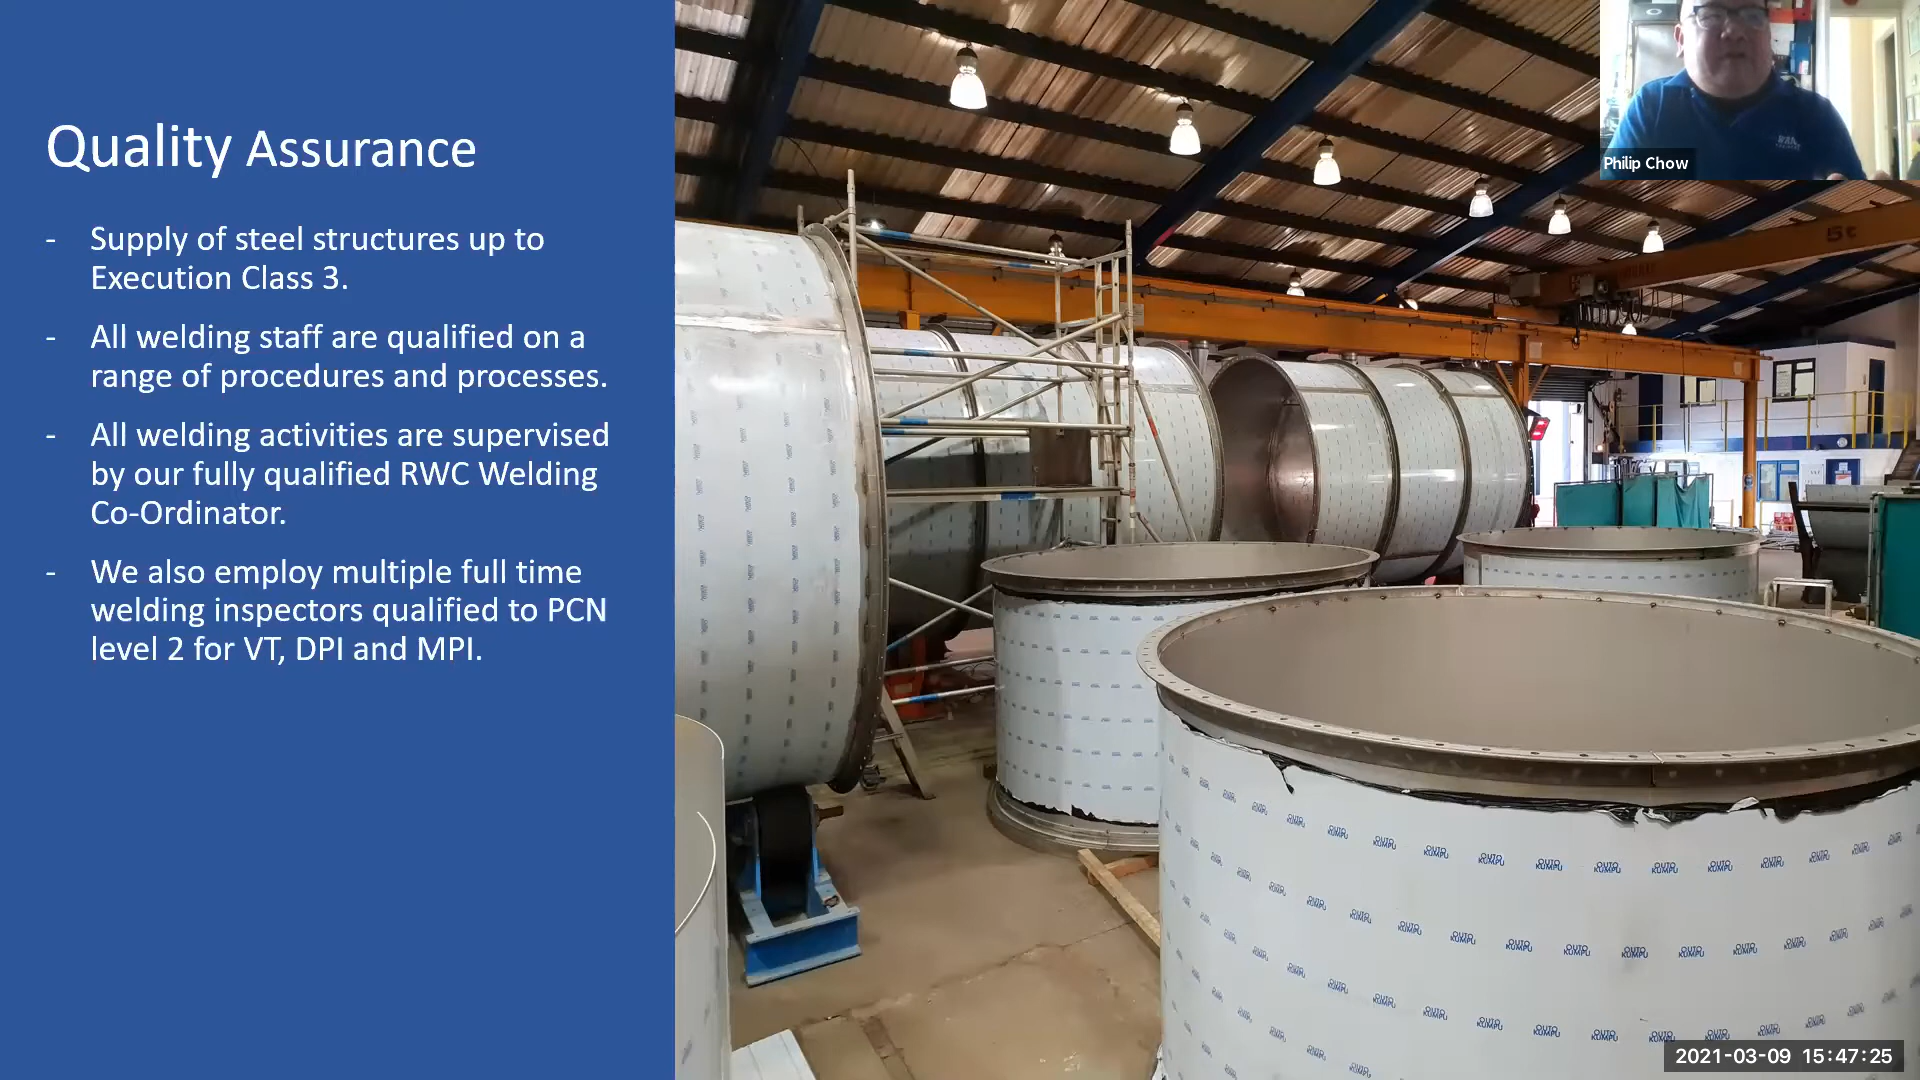 Quality Assurance
- Supply of steel structures up to
Execution Class 3.
- All welding staff are qualified on a
range of procedures and processes.
- All welding activities are supervised
by our fully qualified RWC Welding
Co-Ordinator.
- We also employ multiple full time
welding inspectors qualified to PCN
level 2 for VT, DPI and MPI.
Philip Chow
OUTO
KUMPU
2021-03-09 15:47:25